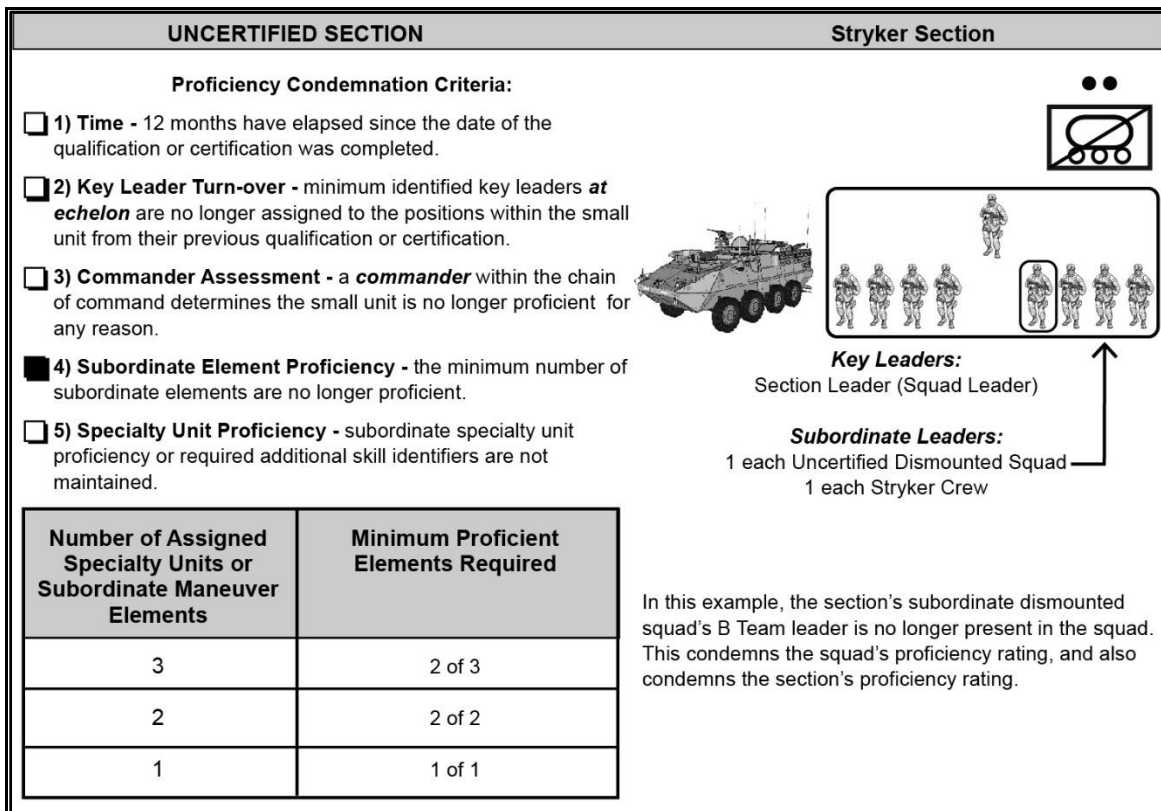 UNCERTIFIED SECTION
Stryker Section
Proficiency Condemnation Criteria:
1) Time - 12 months have elapsed since the date of the
qualification or certification was completed.
2) Key Leader Turn-over - minimum identified key leaders at
echelon are no longer assigned to the positions within the small
unit from their previous qualification or certification.
3) Commander Assessment - a commander within the chain
of command determines the small unit is no longer proficient for
any reason.
4) Subordinate Element Proficiency - the minimum number of
subordinate elements are no longer proficient.
5) Specialty Unit Proficiency - subordinate specialty unit
proficiency or required additional skill identifiers are not
maintained.
Number of Assigned
Specialty Units or
Subordinate Maneuver
Elements
Minimum Proficient
Elements Required
3
2 of 3
2
2 of 2
1
1 of 1
Key Leaders:
Section Leader (Squad Leader)
Subordinate Leaders:
1 each Uncertified Dismounted Squad
1 each Stryker Crew
In this example, the section's subordinate dismounted
squad's B Team leader is no longer present in the squad.
This condemns the squad's proficiency rating, and also
condemns the section's proficiency rating.